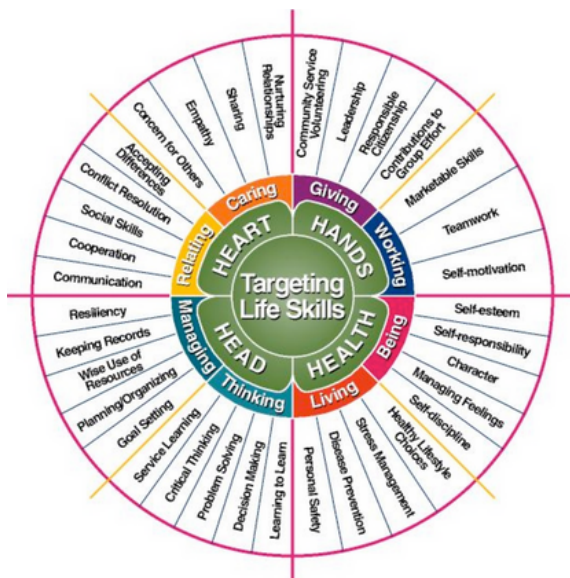 Targeting
Life Skills
HEART
HANDS
HEALTH
HEAD
Relating
Caring
Giving
Working
Being
Living
Thinking
Managing
Communication
Cooperation
Social Skills
Conflict Resolution
Accepting
Differences
Concern for Others
Empathy
Sharing
Nurturing
Relationships
Community Service
Volunteering
Leadership
Responsible
Citizenship
Contributions to
Group Effort
Marketable Skills
Teamwork
Self-motivation
Self-esteem
Self-responsibility
Character
Managing Feelings
Self-discipline
Healthy Lifestyle
Choices
Stress Management
Disease Prevention
Personal Safety
Learning to Learn
Decision Making
Problem Solving
Critical Thinking
Service Learning
Goal Setting
Planning/Organizing
Wise Use of
Resources
Keeping Records
Resiliency